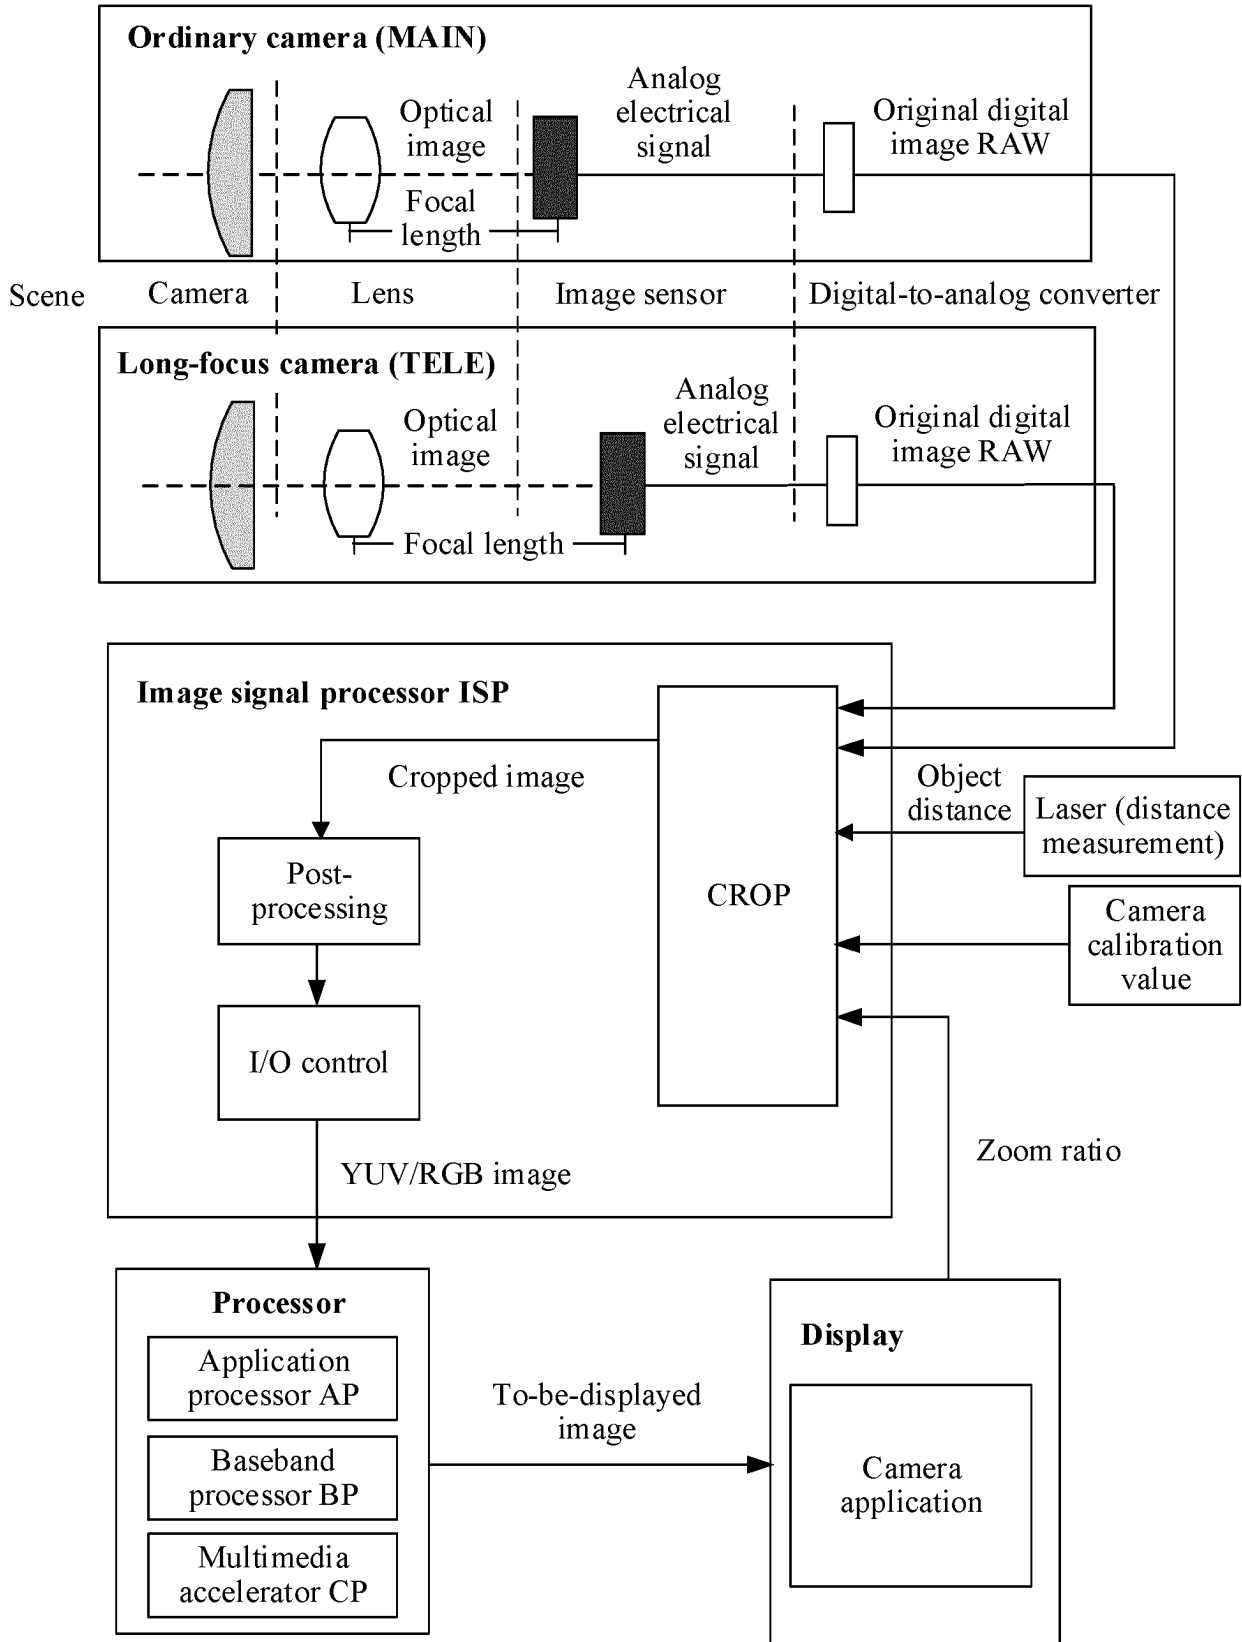 Ordinary camera (MAIN)
Optical
image
Analog
electrical
signal
Original digital
image RAW
Focal
length
Scene
Camera
Lens
Image sensor
Digital-to-analog converter
Long-focus camera (TELE)
Optical
image
Analog
electrical
signal
Original digital
image RAW
Focal length
Image signal processor ISP
Cropped image
Post-
processing
I/O control
YUV/RGB image
CROP
Object
distance
Laser (distance
measurement)
Camera
calibration
value
Zoom ratio
Processor
Application
processor AP
Baseband
processor BP
Multimedia
accelerator CP
To-be-displayed
image
Display
Camera
application